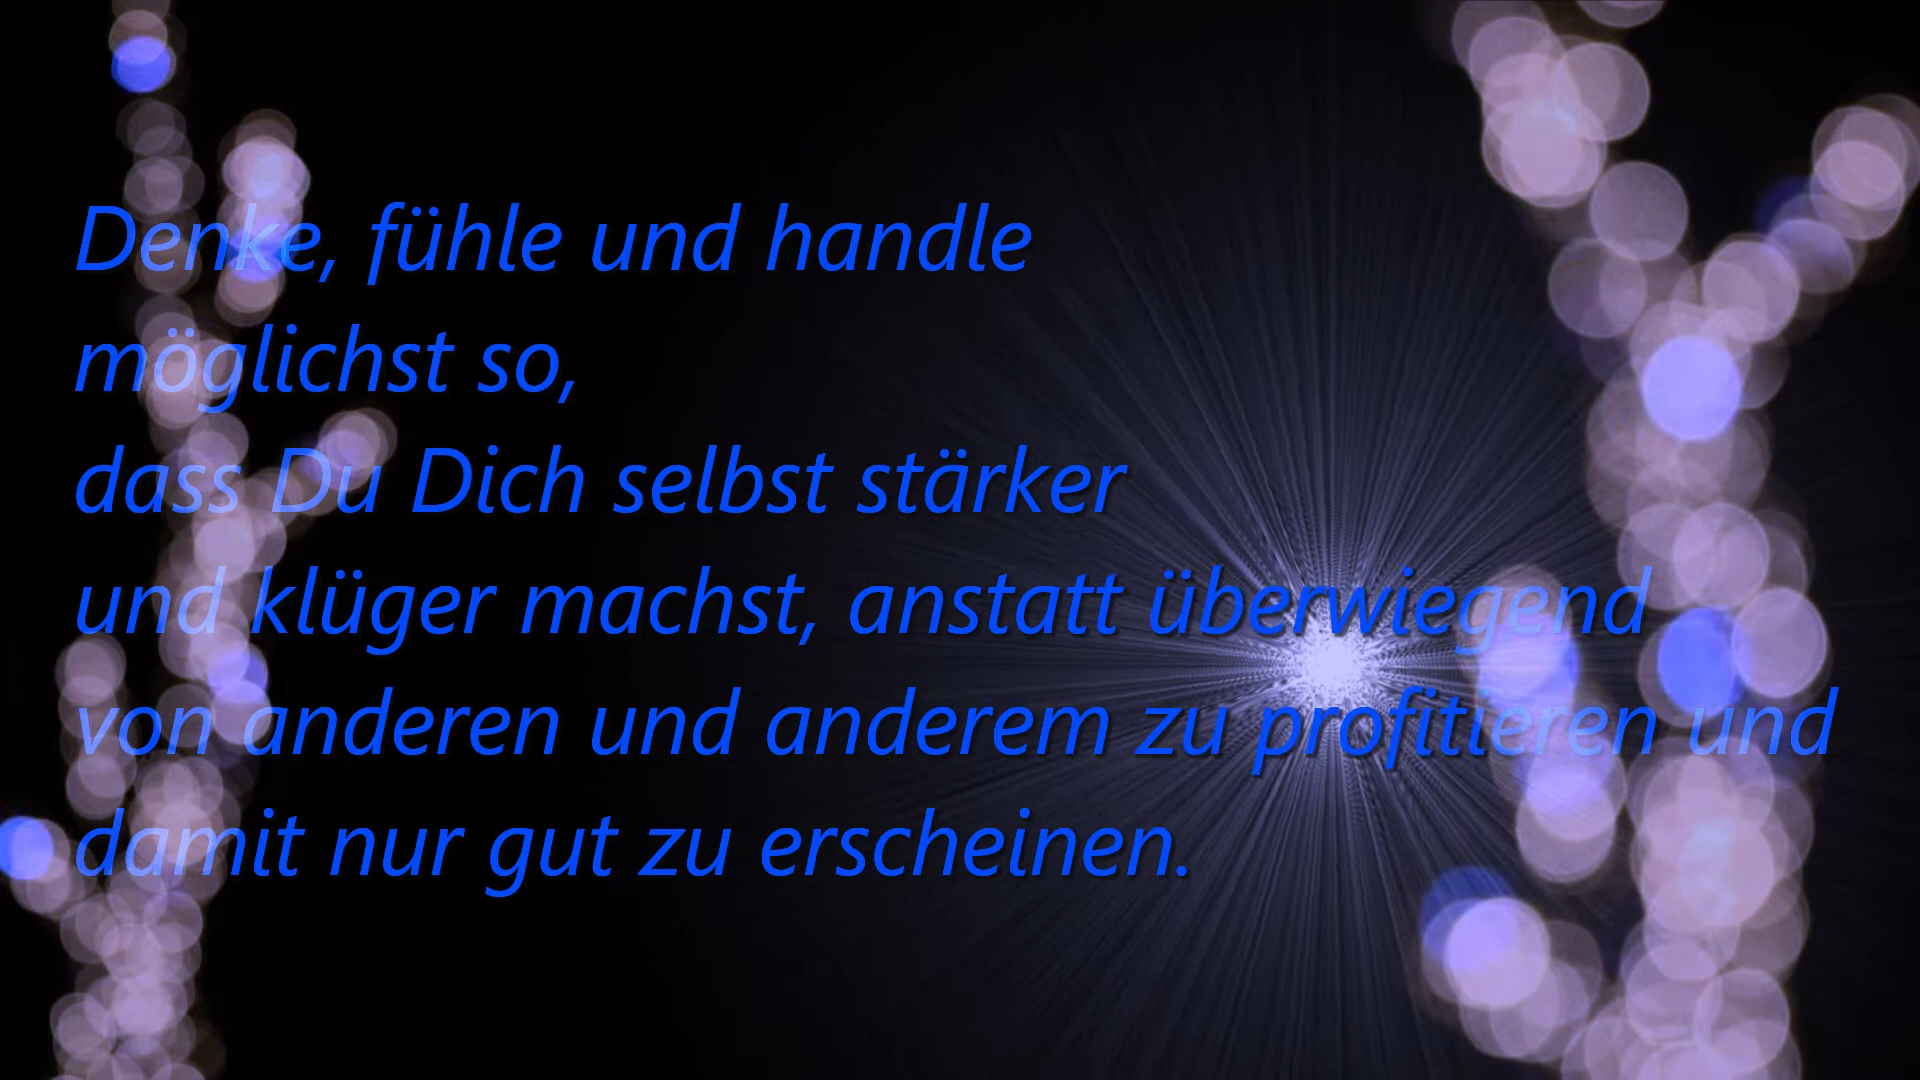 Denke, fühle und handle
möglichst so,
dass Du Dich selbst stärker
und klüger machst, anstatt überwiegend
von anderen und anderem zu profitieren und
damit nur gut zu erscheinen.